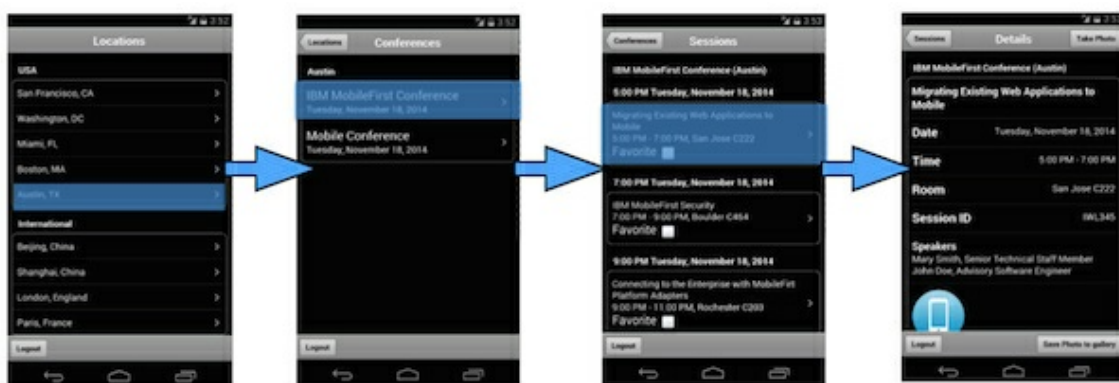 3:52
Locations
USA
San Francisco, CA
Washington, DC
Miami, FL
Boston, MA
Austin, TX
International
Beijing, China
Shanghai, China
London, England
Paris, France
Logout
3:52
Locations
Conferences
Austin
IBM MobileFirst Conference
Tuesday, November 18, 2014
Mobile Conference
Tuesday, November 18, 2014
Logout
3:53
Conferences
Sessions
IBM MobileFirst Conference (Austin)
5:00 PM Tuesday, November 18, 2014
Migrating Existing Web Applications to
Mobile
5:00 PM - 7:00 PM, San Jose C222
Favorite
7:00 PM Tuesday, November 18, 2014
IBM MobileFirst Security
7:00 PM - 9:00 PM, Boulder C464
Favorite
9:00 PM Tuesday, November 18, 2014
Connecting to the Enterprise with MobileFirt
Platform Adapters
9:00 PM - 11:00 PM, Rochester C203
Favorite
Logout
Sessions
Details
Take Photo
IBM MobileFirst Conference (Austin)
Migrating Existing Web Applications to
Mobile
Date Tuesday, November 18, 2014
Time 5:00 PM - 7:00 PM
Room San Jose C222
Session ID IWL345
Speakers
Mary Smith, Senior Technical Staff Member
John Doe, Advisory Software Engineer
Logout
Save Photo to gallery